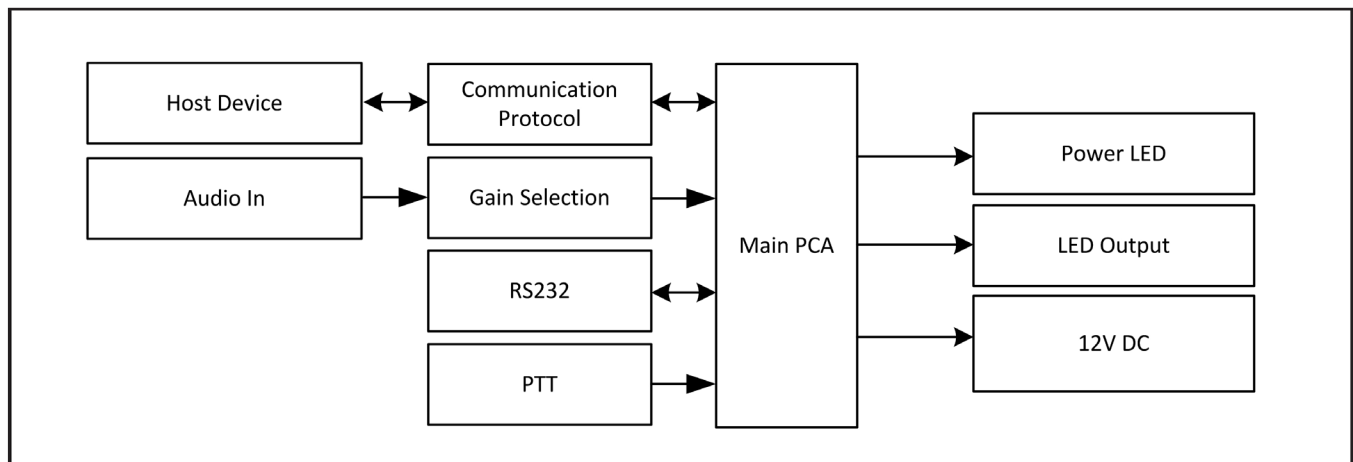 Host Device
Communication
Protocol
Audio In
Gain Selection
RS232
PTT
Main PCA
Power LED
LED Output
12V DC